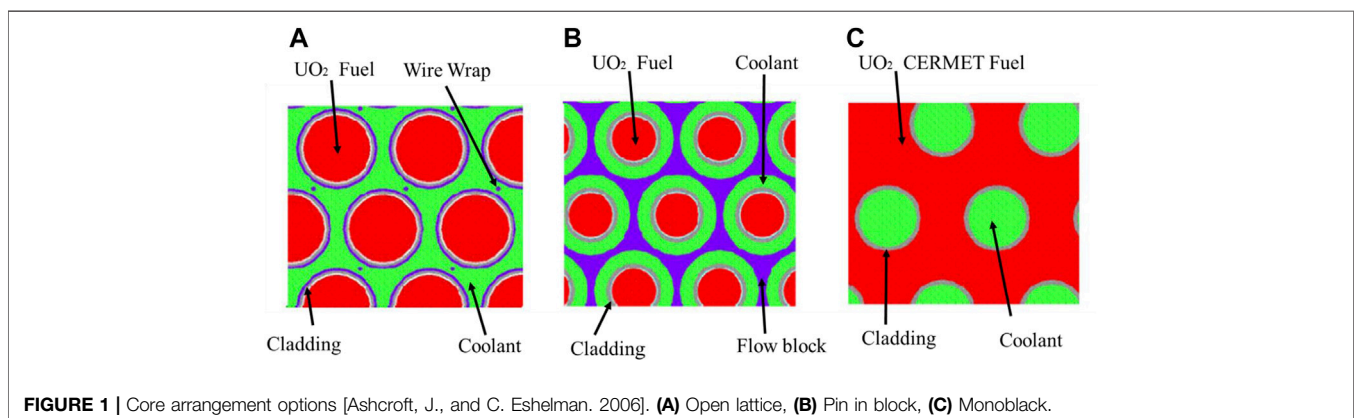 A
B
C
UO₂ Fuel
Wire Wrap
UO₂ Fuel
Coolant
UO₂ CERMET Fuel
Cladding
Coolant
Cladding
Flow block
Cladding
Coolant
FIGURE 1 | Core arrangement options [Ashcroft, J., and C. Eshelman. 2006]. (A) Open lattice, (B) Pin in block, (C) Monoblack.